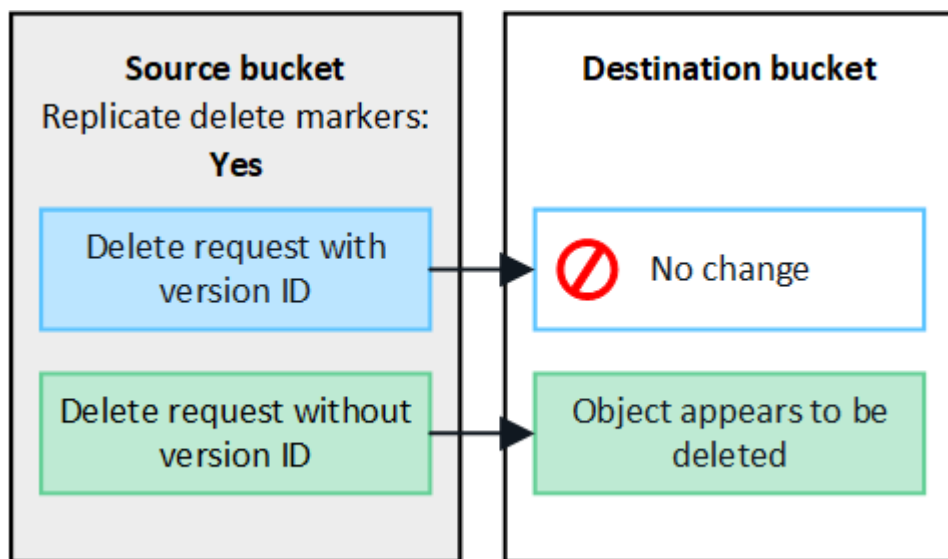 Source bucket
Replicate delete markers:
Yes
Delete request with
version ID
Delete request without
version ID
Destination bucket
No change
Object appears to be
deleted